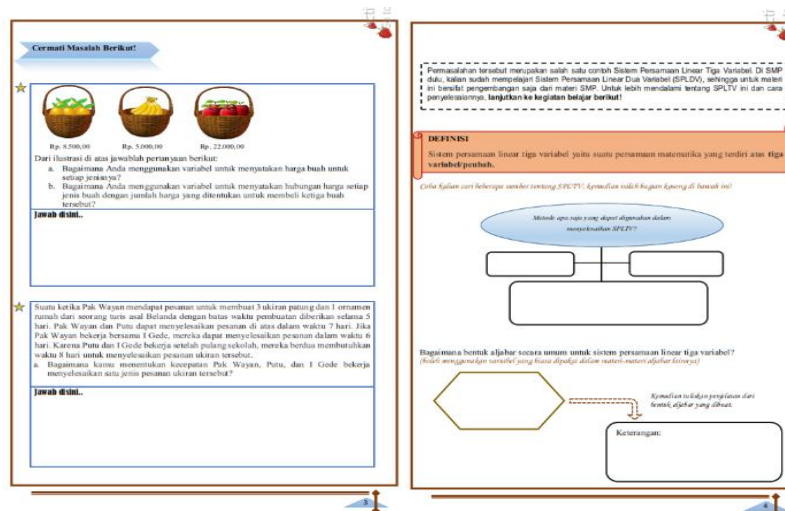 Cermati Masalah Berikut!
Rp. 8.500,00
Rp. 5.000,00
Rp. 22.000,00
Dari ilustrasi di atas jawablah pertanyaan berikut:
a. Bagaimana Anda menggunakan variabel untuk menyatakan harga buah untuk
setiap jenisnya?
b. Bagaimana Anda menggunakan variabel untuk menyatakan hubungan harga setiap
jenis buah dengan jumlah harga yang ditentukan untuk membeli ketiga buah
tersebut?
Jawab disini..
Suatu ketika Pak Wayan mendapat pesanan untuk membuat 3 ukiran patung dan 1 ornamen
rumah dari seorang turis asal Belanda dengan batas waktu pembuatan diberikan selama 5
hari. Pak Wayan dan Putu dapat menyelesaikan pesanan di atas dalam waktu 7 hari. Jika
Pak Wayan bekerja bersama I Gede, mereka dapat menyelesaikan pesanan dalam waktu 6
hari. Karena Putu dan I Gede bekerja setelah pulang sekolah, mereka berdua membutuhkan
waktu 8 hari untuk menyelesaikan pesanan ukiran tersebut.
a. Bagaimana kamu menentukan kecepatan Pak Wayan, Putu, dan I Gede bekerja
menyelesaikan satu jenis pesanan ukiran tersebut?
Jawab disini..
3
Permasalahan tersebut merupakan salah satu contoh Sistem Persamaan Linear Tiga Variabel. Di SMP
dulu, kalian sudah mempelajari Sistem Persamaan Linear Dua Variabel (SPLDV), sehingga untuk materi
ini bersifat pengembangan saja dari materi SMP. Untuk lebih mendalami tentang SPLTV ini dan cara
penyelesaiannya, lanjutkan ke kegiatan belajar berikut!
DEFINISI
Sistem persamaan linear tiga variabel yaitu suatu persamaan matematika yang terdiri atas tiga
variabel/peubah.
Coba kalian cari beberapa sumber tentang SPLTV, kemudian isilah bagan kosong di bawah ini!
Metode apa saja yang dapat digunakan dalam
menyelesaikan SPLTV?
Bagaimana bentuk aljabar secara umum untuk sistem persamaan linear tiga variabel?
(boleh menggunakan variabel yang biasa dipakai dalam materi-materi aljabar lainnya)
Kemudian tuliskan penjelasan dari
bentuk aljabar yang dibuat.
Keterangan:
4